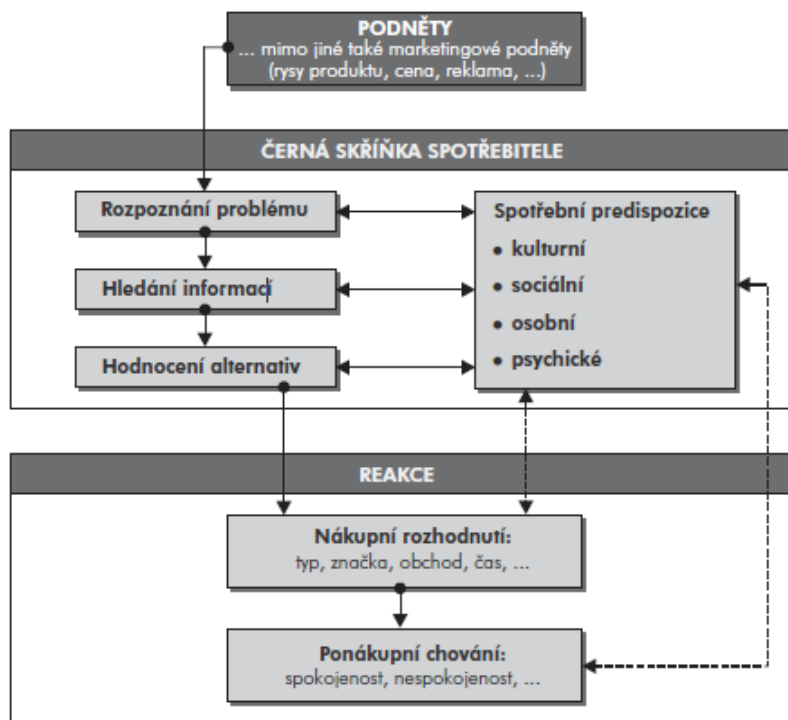 PODNĚTY
... mimo jiné také marketingové podněty
(rysy produktu, cena, reklama, ...)
ČERNÁ SKŘÍŇKA SPOTŘEBITELE
Rozpoznání problému
Hledání informací
Hodnocení alternativ
Spotřební predispozice
• kulturní
• sociální
• osobní
• psychické
REAKCE
Nákupní rozhodnutí:
typ, značka, obchod, čas, ...
Ponákupní chování:
spokojenost, nespokojenost, ...